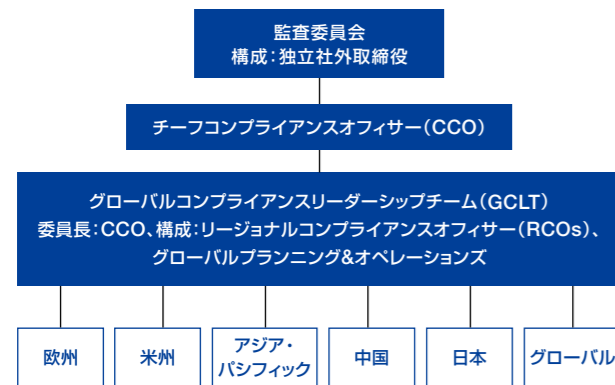 監査委員会
構成：独立社外取締役
チーフコンプライアンスオフィサー（CCO）
グローバルコンプライアンスリーダーシップチーム（GCLT）
委員長：CCO、構成：リージョナルコンプライアンスオフィサー（RCOs）、
グローバルプランニング&オペレーションズ
欧州
米州
アジア・
パシフィック
中国
日本
グローバル